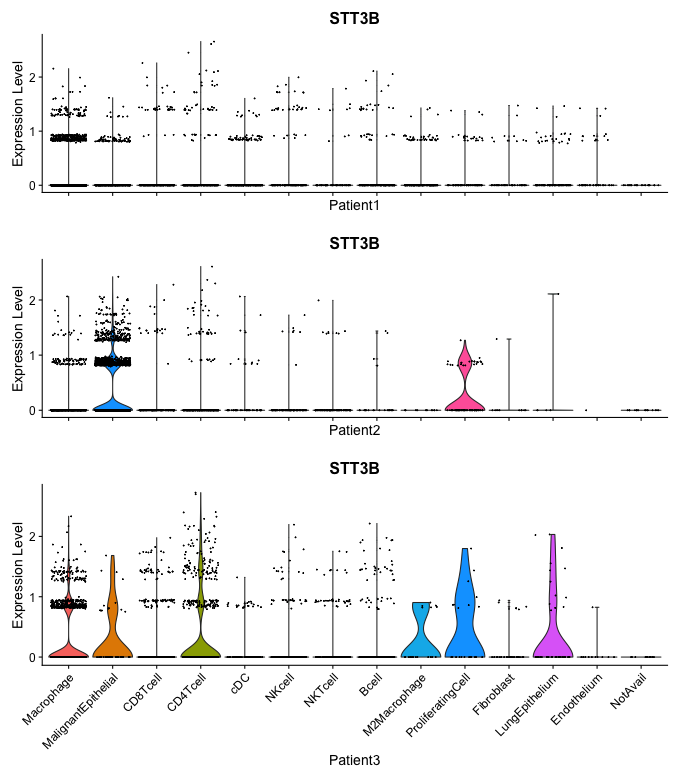 STT3B
Expression Level
2
1
0
Patient1
STT3B
Expression Level
2
1
0
Patient2
STT3B
Expression Level
2
1
0
Macrophage
MalignantEpithelial
CD8Tcell
CD4Tcell
cDC
NKcell
NKTcell
Bcell
M2Macrophage
ProliferatingCell
Fibroblast
LungEpithelium
Endothelium
NotAvail
Patient3